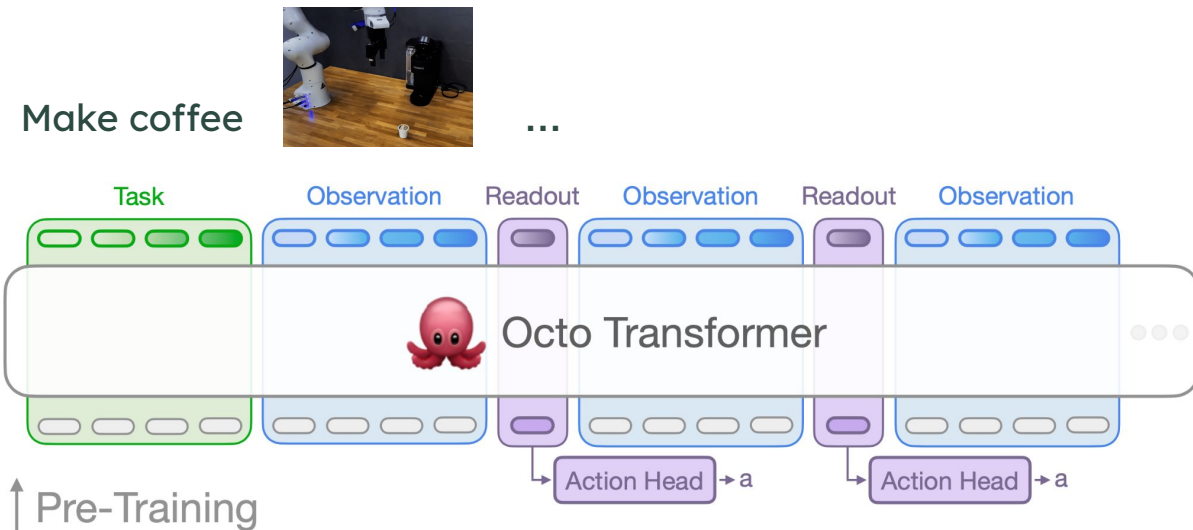 Make coffee ...
Task Observation Readout Observation Readout Observation
Octo Transformer
Action Head a Action Head a
Pre-Training